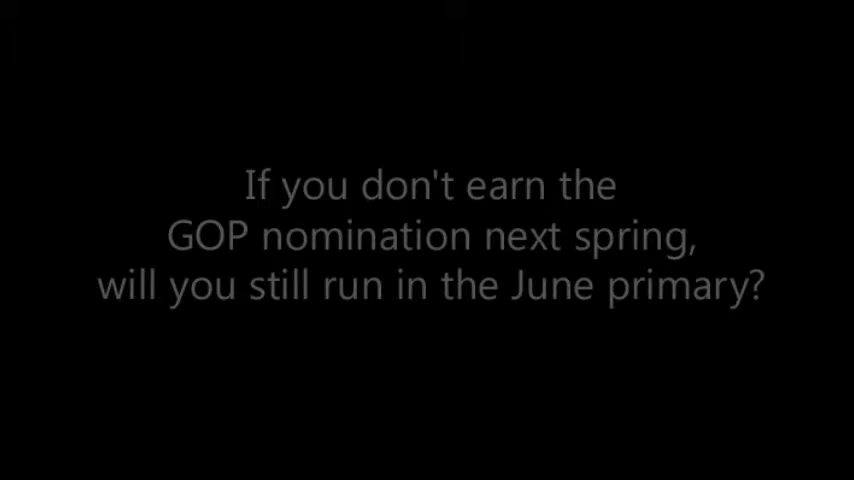 If you don't earn the
GOP nomination next spring,
will you still run in the June primary?